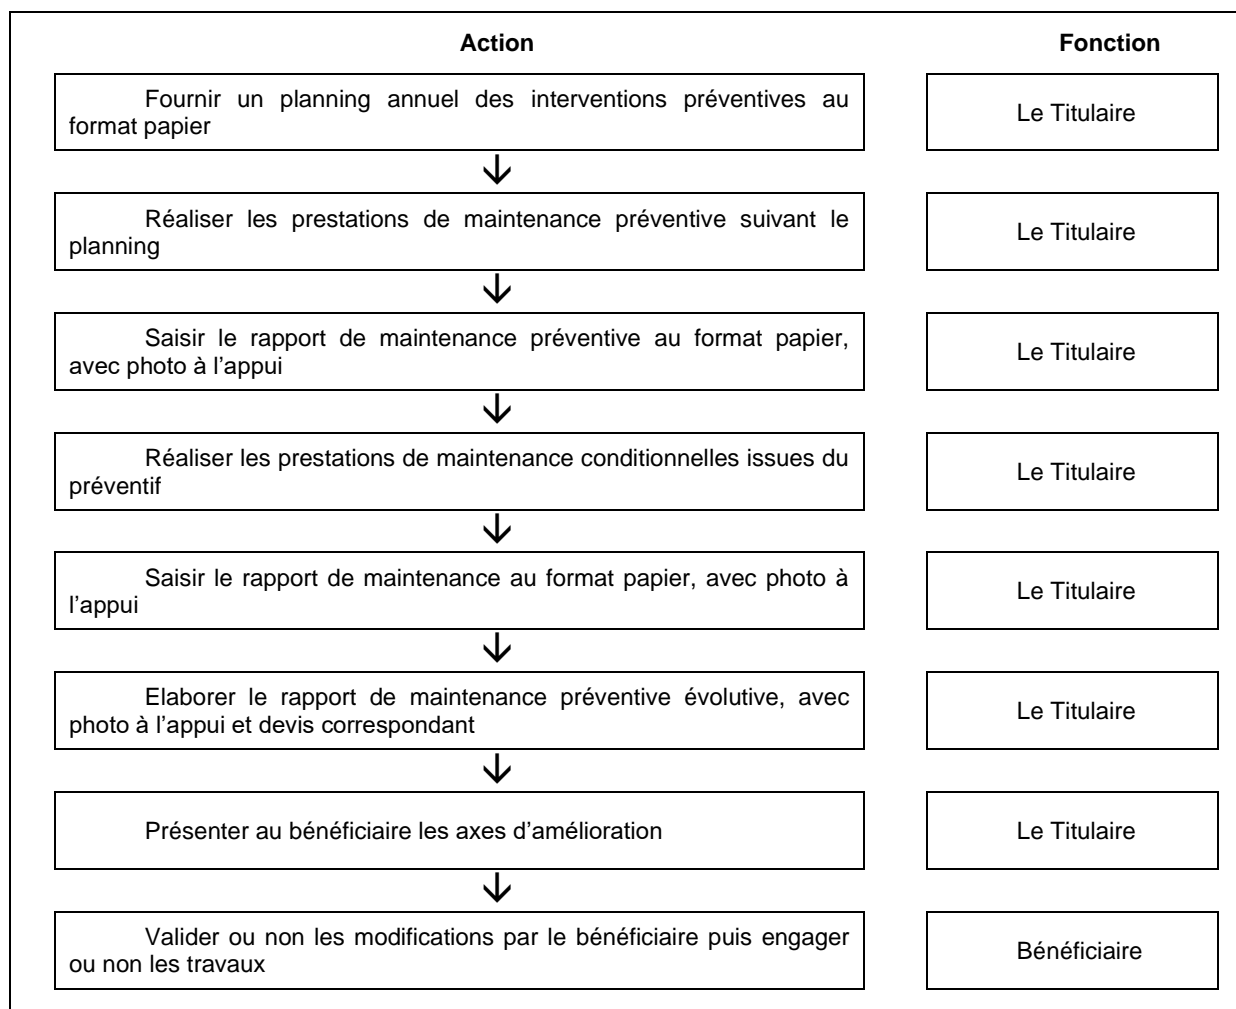 Action
Fonction
Fournir un planning annuel des interventions préventives au
format papier
Le Titulaire
Réaliser les prestations de maintenance préventive suivant le
planning
Le Titulaire
Saisir le rapport de maintenance préventive au format papier,
avec photo à l’appui
Le Titulaire
Réaliser les prestations de maintenance conditionnelles issues du
préventif
Le Titulaire
Saisir le rapport de maintenance au format papier, avec photo à
l’appui
Le Titulaire
Elaborer le rapport de maintenance préventive évolutive, avec
photo à l’appui et devis correspondant
Le Titulaire
Présenter au bénéficiaire les axes d’amélioration
Le Titulaire
Valider ou non les modifications par le bénéficiaire puis engager
ou non les travaux
Bénéficiaire